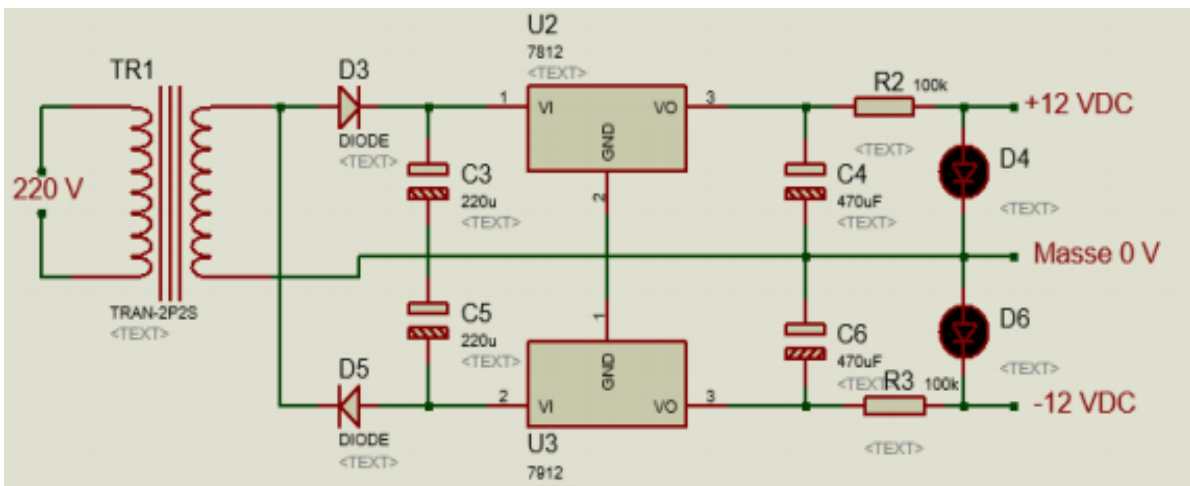 U2
7812
<TEXT>
TR1
D3
R2 100k
+12 VDC
1
VI
VO
3
GND
DIODE
<TEXT>
<TEXT>
D4
C3
220u
<TEXT>
C4
470uF
<TEXT>
<TEXT>
220 V
2
Masse 0 V
TRAN-2P2S
<TEXT>
C5
220u
<TEXT>
1
GND
C6
470uF
<TEXT>
D6
<TEXT>
D5
R3 100k
2
VI
VO
3
-12 VDC
DIODE
<TEXT>
U3
7912
<TEXT>